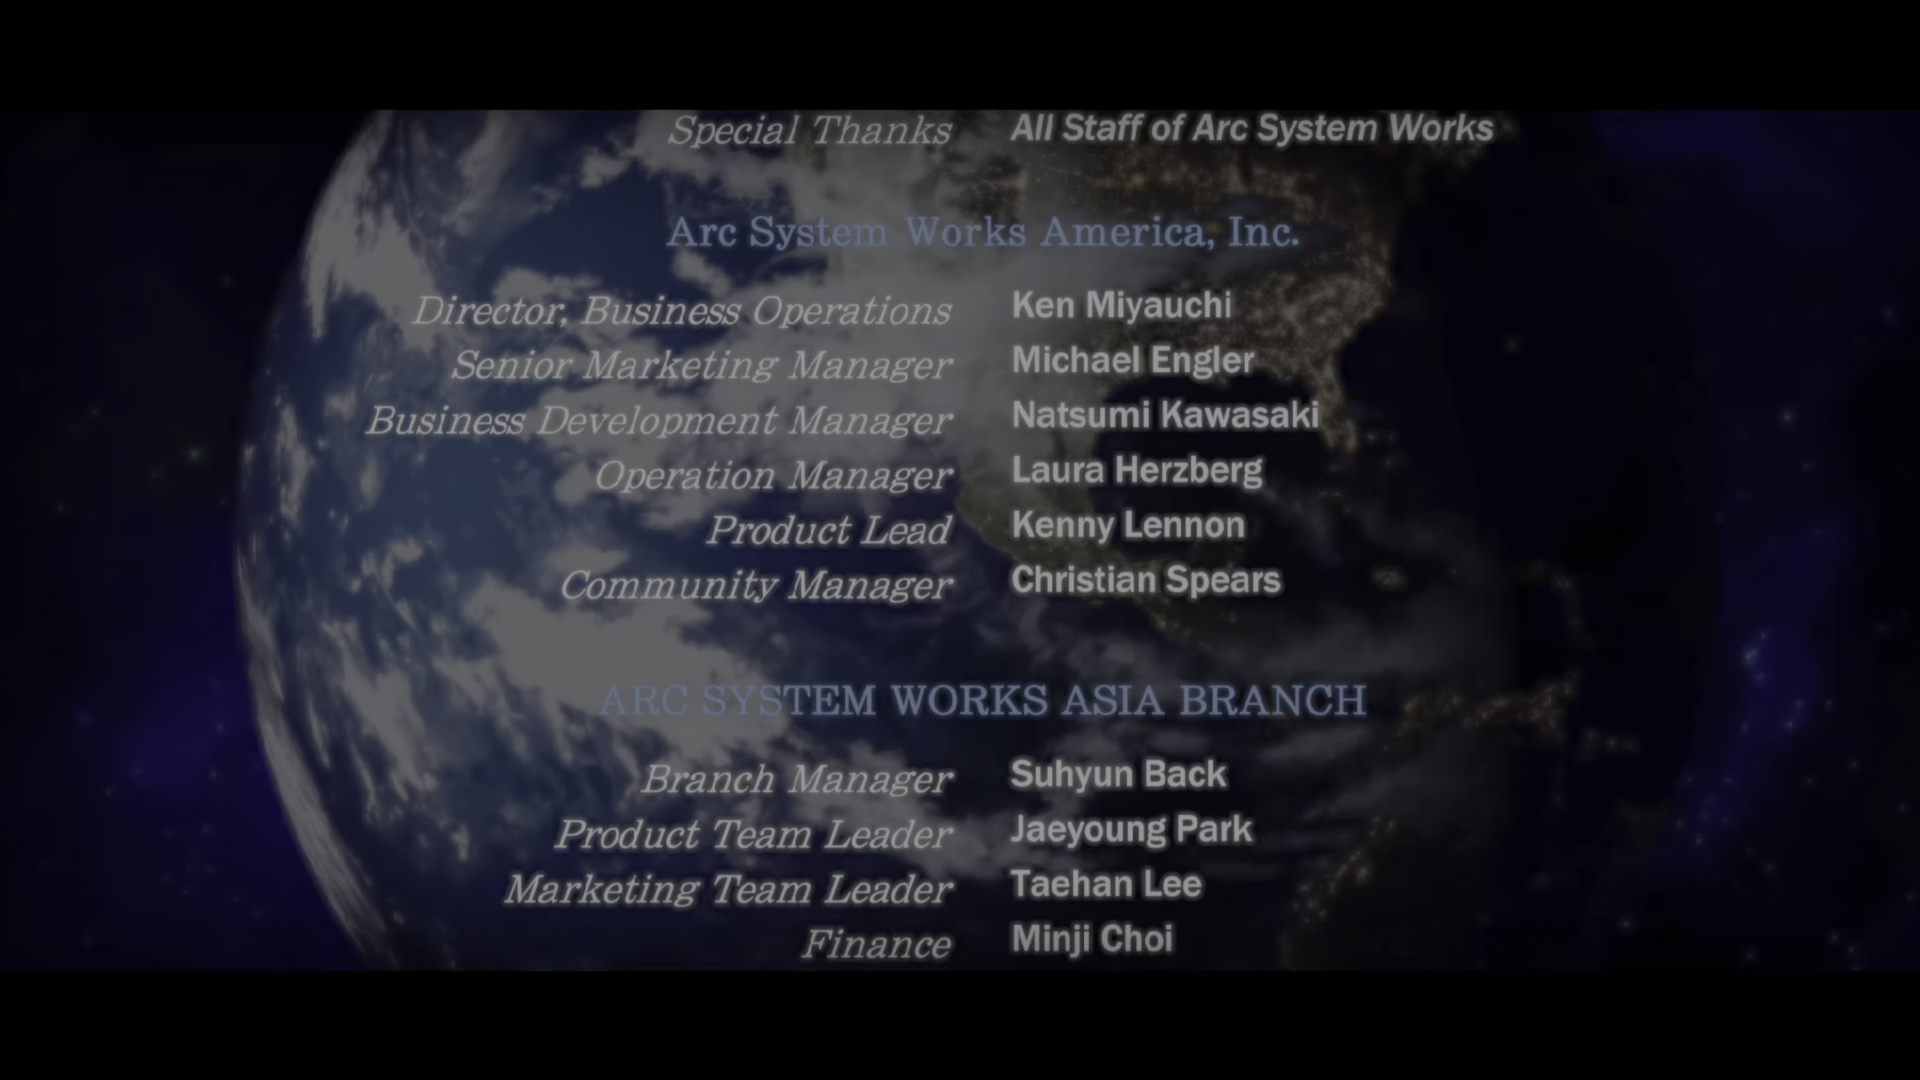 Special Thanks All Staff of Arc System Works
Arc System Works America, Inc.
Director, Business Operations Ken Miyauchi
Senior Marketing Manager Michael Engler
Business Development Manager Natsumi Kawasaki
Operation Manager Laura Herzberg
Product Lead Kenny Lennon
Community Manager Christian Spears
ARC SYSTEM WORKS ASIA BRANCH
Branch Manager Suhyun Back
Product Team Leader Jaeyoung Park
Marketing Team Leader Taehan Lee
Finance Minji Choi